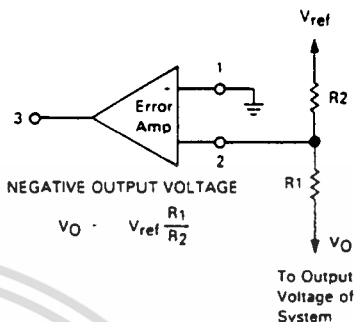 Vref
1
-
Error
Amp
3
2
R2
R1
NEGATIVE OUTPUT VOLTAGE
VO - Vref R1/R2
VO
To Output
Voltage of
System